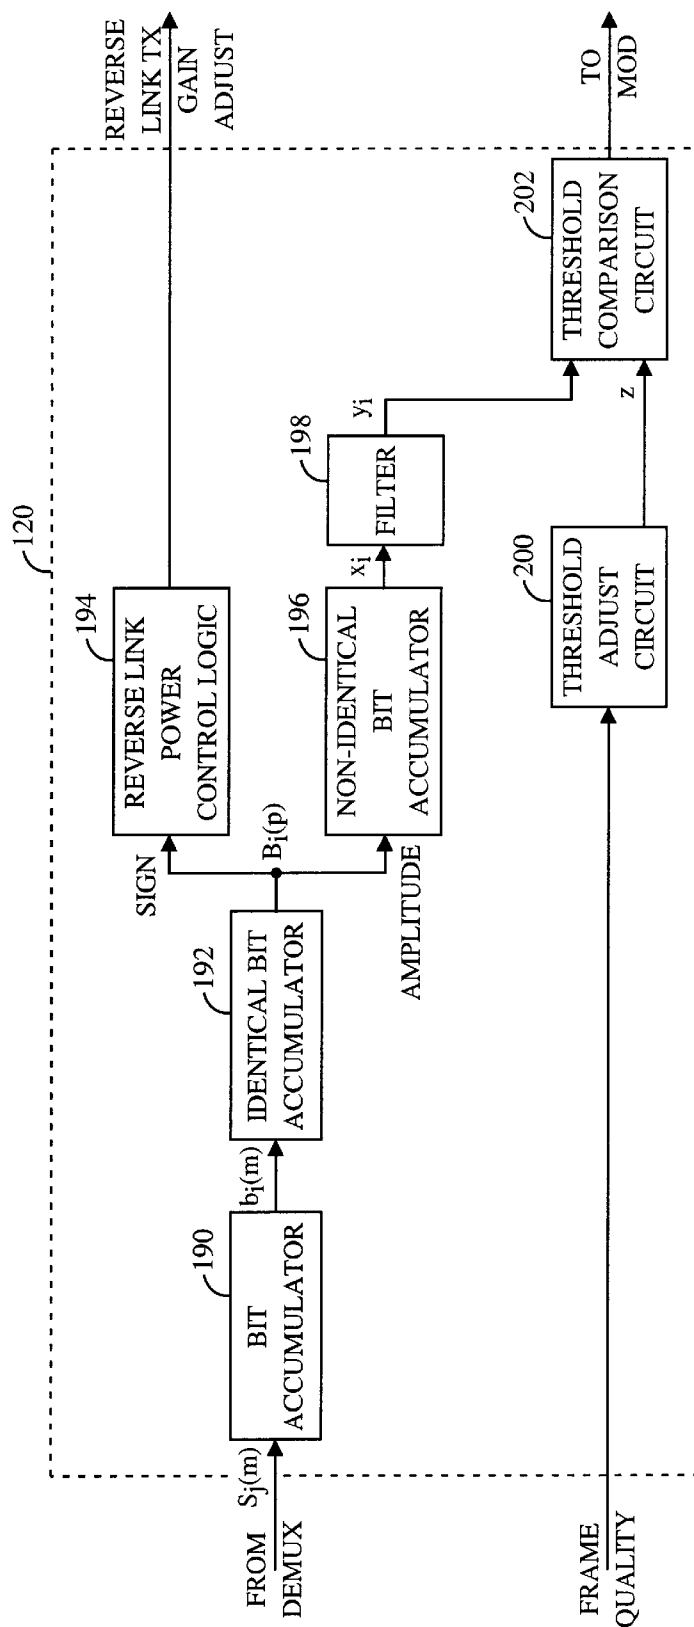 120
FROM
DEMUX
Sj(m)
190
BIT
ACCUMULATOR
bi(m)
192
IDENTICAL BIT
ACCUMULATOR
Bi(p)
SIGN
194
REVERSE LINK
POWER
CONTROL LOGIC
REVERSE
LINK TX
GAIN
ADJUST
AMPLITUDE
196
NON-IDENTICAL
BIT
ACCUMULATOR
xi
198
FILTER
yi
FRAME
QUALITY
200
THRESHOLD
ADJUST
CIRCUIT
z
202
THRESHOLD
COMPARISON
CIRCUIT
TO
MOD